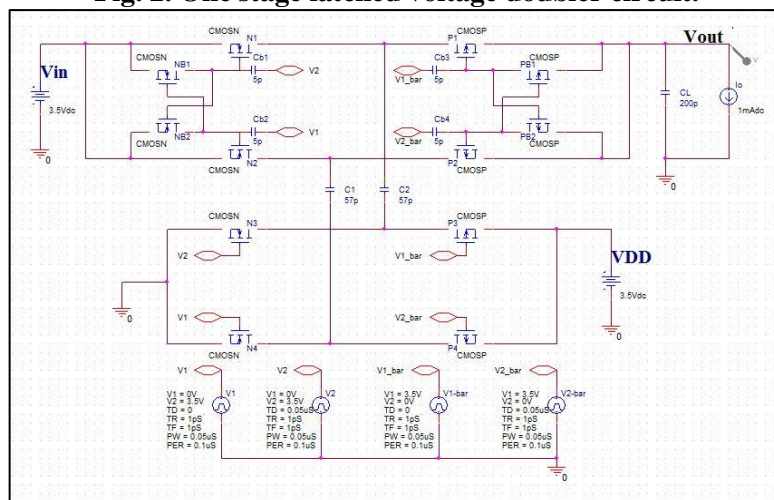 Fig. 2. One stage latched voltage doubler circuit.
CMOSN N1
P1 CMOSP
Vout
V
Vin
NB1
Cb1
5p
V2
Cb3
5p
V1_bar
PB1
CMOSN
CMOSP
3.5Vdc
CL
200p
Io
1mAdc
NB2
Cb2
5p
V1
Cb4
5p
V2_bar
PB2
CMOSN
CMOSP
0
N2
CMOSN
P2
CMOSP
0
C1
57p
C2
57p
CMOSN N3
P3 CMOSP
V2
V1_bar
VDD
3.5Vdc
0
0
V1
V2_bar
N4
CMOSN
P4
CMOSP
V1
V2
V1_bar
V2_bar
V1
V1 = 0V
V2 = 3.5V
TD = 0
TR = 1pS
TF = 1pS
PW = 0.05uS
PER = 0.1uS
V2
V1 = 0V
V2 = 3.5V
TD = 0.05uS
TR = 1pS
TF = 1pS
PW = 0.05uS
PER = 0.1uS
V1-bar
V1 = 3.5V
V2 = 0V
TD = 0
TR = 1pS
TF = 1pS
PW = 0.05uS
PER = 0.1uS
V2-bar
V1 = 3.5V
V2 = 0V
TD = 0.05uS
TR = 1pS
TF = 1pS
PW = 0.05uS
PER = 0.1uS
0